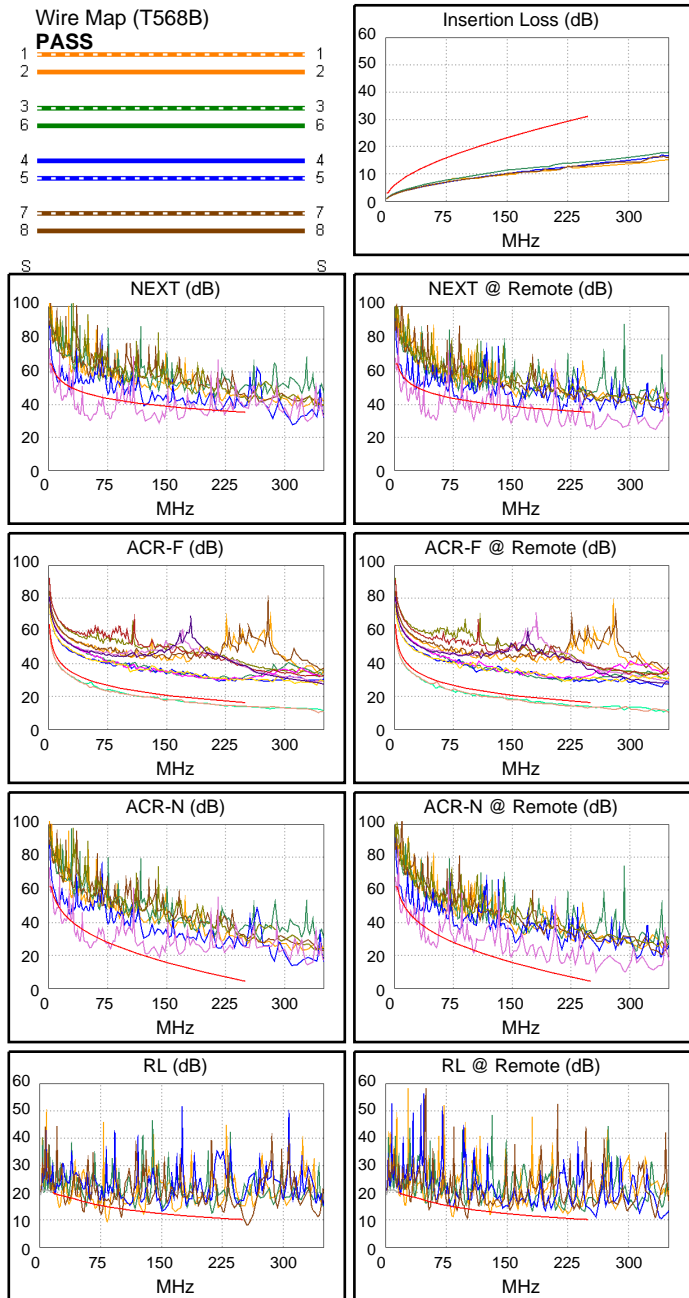 Wire Map (T568B)
PASS
1 1
2 2
3 3
6 6
4 4
5 5
7 7
8 8
S S
Insertion Loss (dB)
60
50
40
30
20
10
0
0 75 150 225 300
MHz
NEXT (dB)
100
80
60
40
20
0
0 75 150 225 300
MHz
NEXT @ Remote (dB)
100
80
60
40
20
0
0 75 150 225 300
MHz
ACR-F (dB)
100
80
60
40
20
0
0 75 150 225 300
MHz
ACR-F @ Remote (dB)
100
80
60
40
20
0
0 75 150 225 300
MHz
ACR-N (dB)
100
80
60
40
20
0
0 75 150 225 300
MHz
ACR-N @ Remote (dB)
100
80
60
40
20
0
0 75 150 225 300
MHz
RL (dB)
60
50
40
30
20
10
0
0 75 150 225 300
MHz
RL @ Remote (dB)
60
50
40
30
20
10
0
0 75 150 225 300
MHz